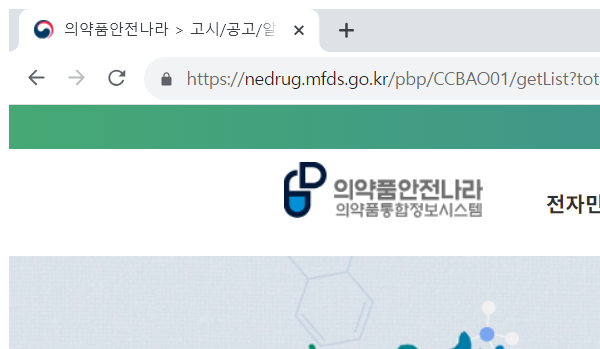 의약품안전나라 > 고시/공고/알
https://nedrug.mfds.go.kr/pbp/CCBAO01/getList?tot
의약품안전나라
의약품통합정보시스템
전자민